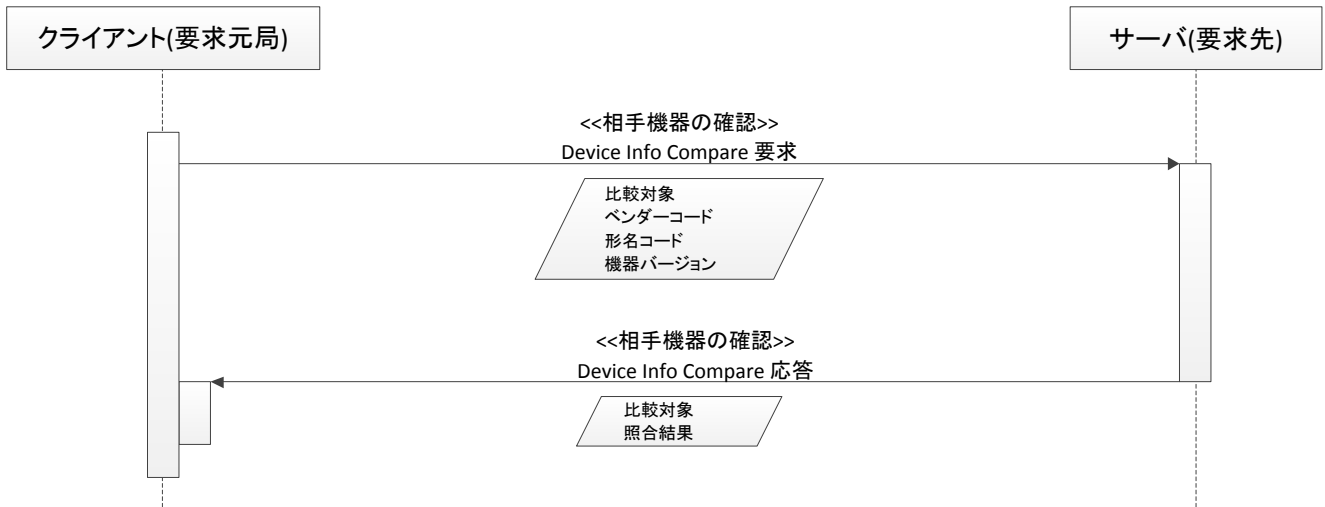 クライアント(要求元局)
サーバ(要求先)
<<相手機器の確認>>
Device Info Compare 要求
比較対象
ベンダーコード
形名コード
機器バージョン
<<相手機器の確認>>
Device Info Compare 応答
比較対象
照合結果